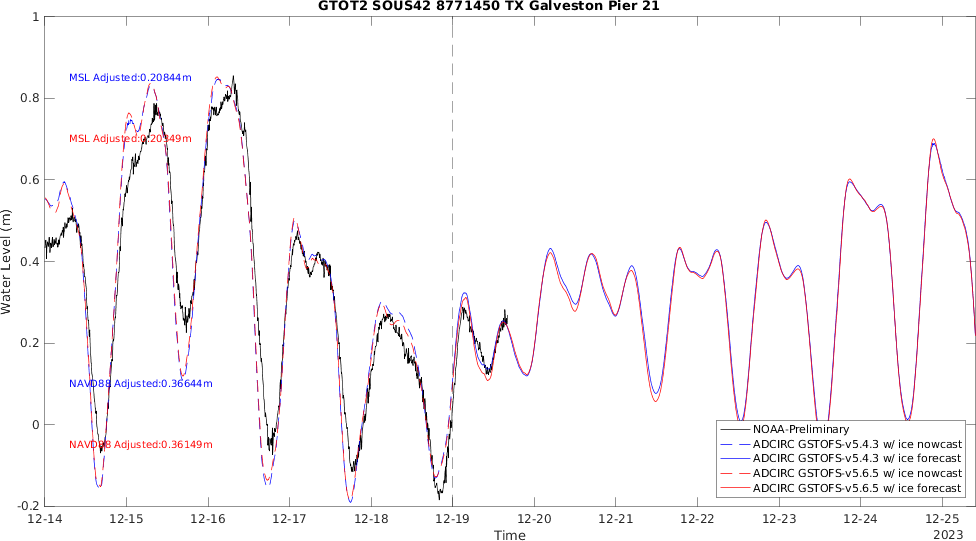 GTOT2 SOUS42 8771450 TX Galveston Pier 21
1
0.8
0.6
0.4
0.2
0
-0.2
Water Level (m)
MSL Adjusted:0.20844m
MSL Adjusted:0.20349m
NAVD88 Adjusted:0.36644m
NAVD88 Adjusted:0.36149m
NOAA-Preliminary
ADCIRC GSTOFS-v5.4.3 w/ ice nowcast
ADCIRC GSTOFS-v5.4.3 w/ ice forecast
ADCIRC GSTOFS-v5.6.5 w/ ice nowcast
ADCIRC GSTOFS-v5.6.5 w/ ice forecast
12-14 12-15 12-16 12-17 12-18 12-19 12-20 12-21 12-22 12-23 12-24 12-25
2023
Time